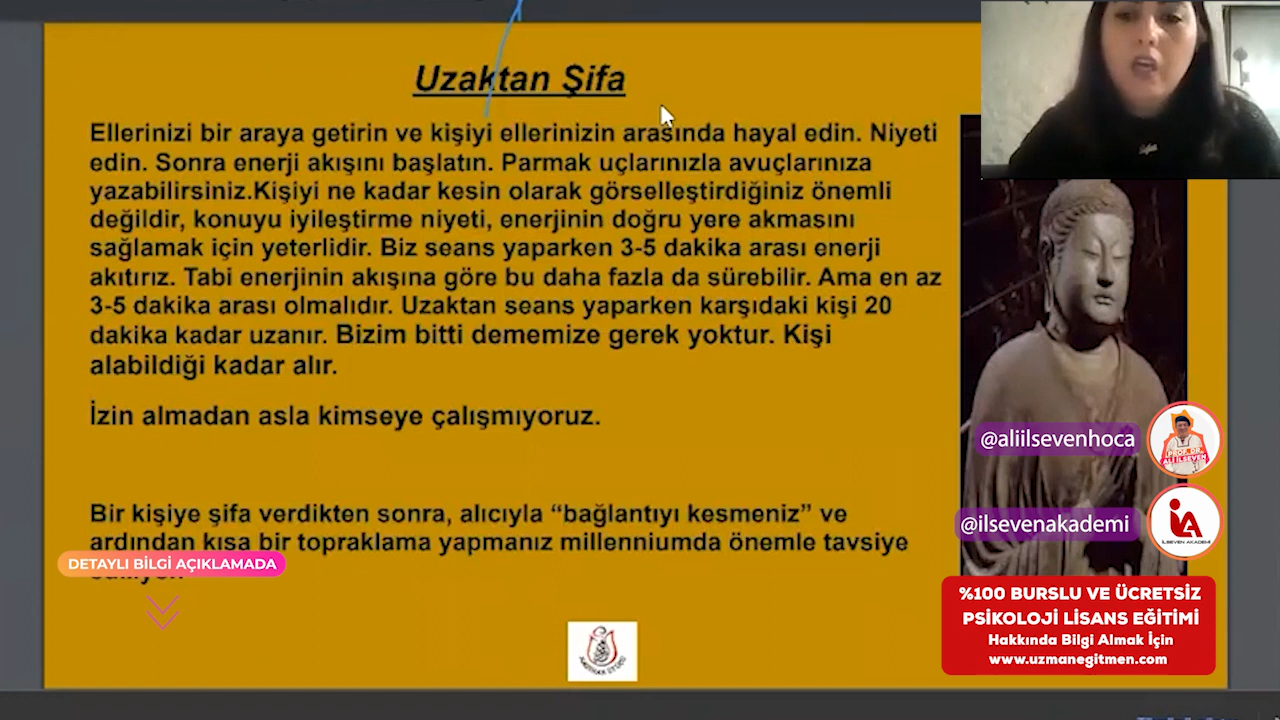 Uzaktan Şifa
Ellerinizi bir araya getirin ve kişiyi ellerinizin arasında hayal edin. Niyeti
edin. Sonra enerji akışını başlatın. Parmak uçlarınızla avuçlarınıza
yazabilirsiniz.Kişiyi ne kadar kesin olarak görselleştirdiğiniz önemli
değildir, konuyu iyileştirme niyeti, enerjinin doğru yere akmasını
sağlamak için yeterlidir. Biz seans yaparken 3-5 dakika arası enerji
akıtırız. Tabi enerjinin akışına göre bu daha fazla da sürebilir. Ama en az
3-5 dakika arası olmalıdır. Uzaktan seans yaparken karşıdaki kişi 20
dakika kadar uzanır. Bizim bitti dememize gerek yoktur. Kişi
alabildiği kadar alır.
İzin almadan asla kimseye çalışmıyoruz.
Bir kişiye şifa verdikten sonra, alıcıyla “bağlantıyı kesmeniz” ve
ardından kısa bir topraklama yapmanız millenniumda önemle tavsiye
DETAYLI BİLGİ AÇIKLAMADA
@aliilsevenhoca
PROF. DR.
ALİ İLSEVEN
@ilsevenakademi
İLSEVEN AKADEMİ
%100 BURSLU VE ÜCRETSİZ
PSİKOLOJİ LİSANS EĞİTİMİ
Hakkında Bilgi Almak İçin
www.uzmanegitmen.com